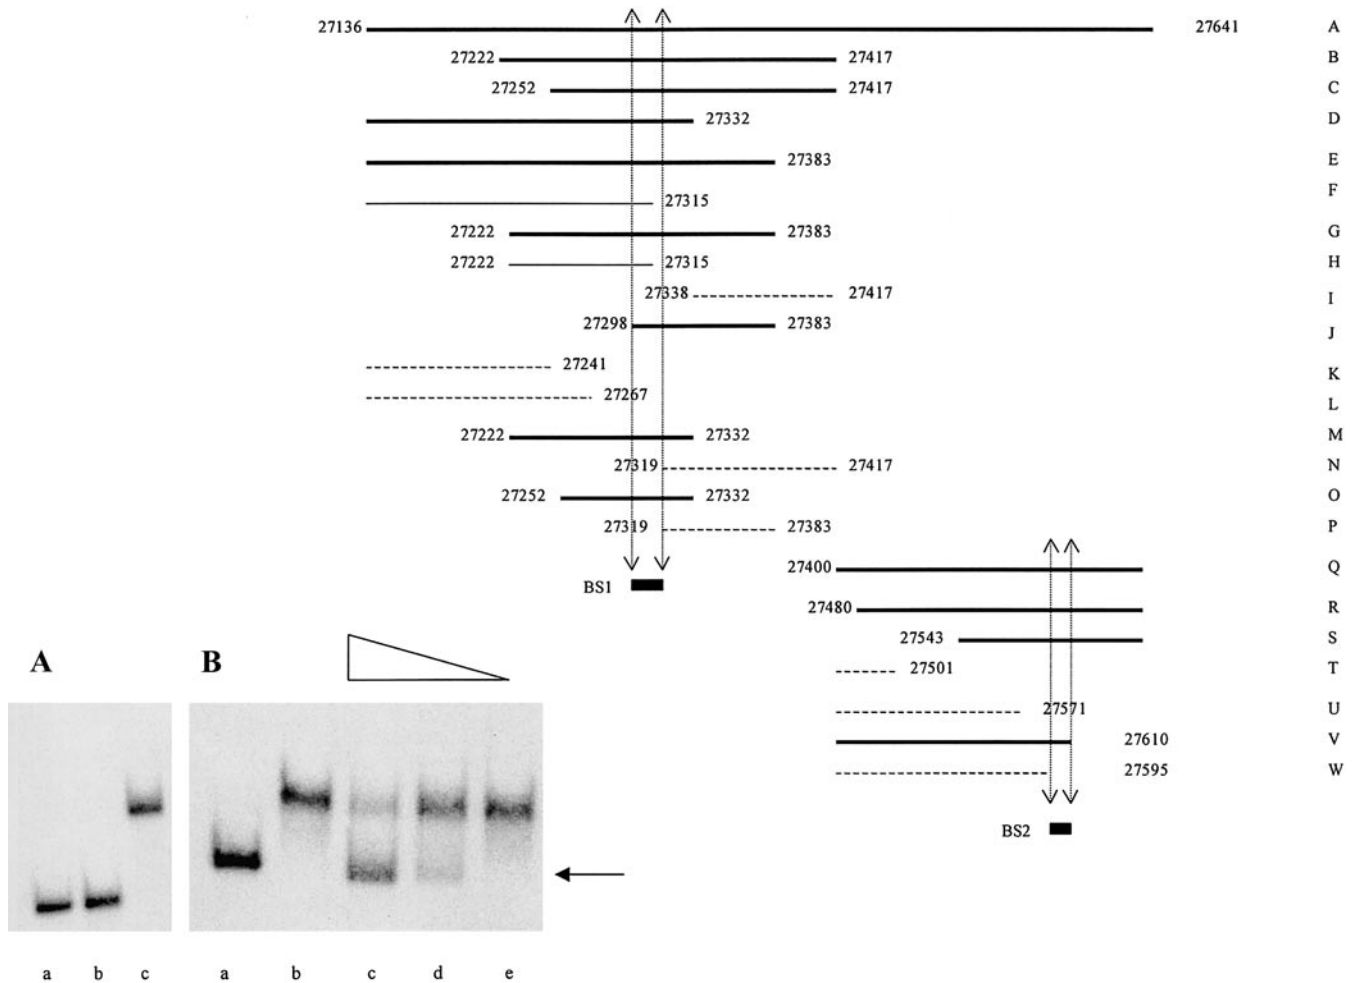 27136 27641 A
27222 27417 B
27252 27417 C
27332 D
27383 E
27315 F
27222 27383 G
27222 27315 H
27338 27417 I
27298 27383 J
27241 K
27267 L
27222 27332 M
27319 27417 N
27252 27332 O
27319 27383 P
27400 Q
BS1
27480 R
27543 S
27501 T
27571 U
27610 V
27595 W
BS2
A B
a b c a b c d e